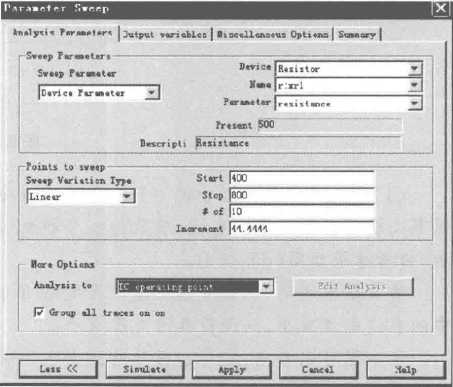 Parameter Sweep
Analysis Parameters Output variables Miscellaneous Options Summary
Sweep Parameters
Sweep Parameter
Device Parameter
Device Resistor
Name r:xr1
Parameter resistance
Present 500
Descripti Resistance
Points to sweep
Sweep Variation Type
Linear
Start 400
Stop 800
# of 10
Increment 44.4444
More Options
Analysis to DC operating point Edit Analysis
Group all traces on on
Less << Simulate Apply Cancel Help